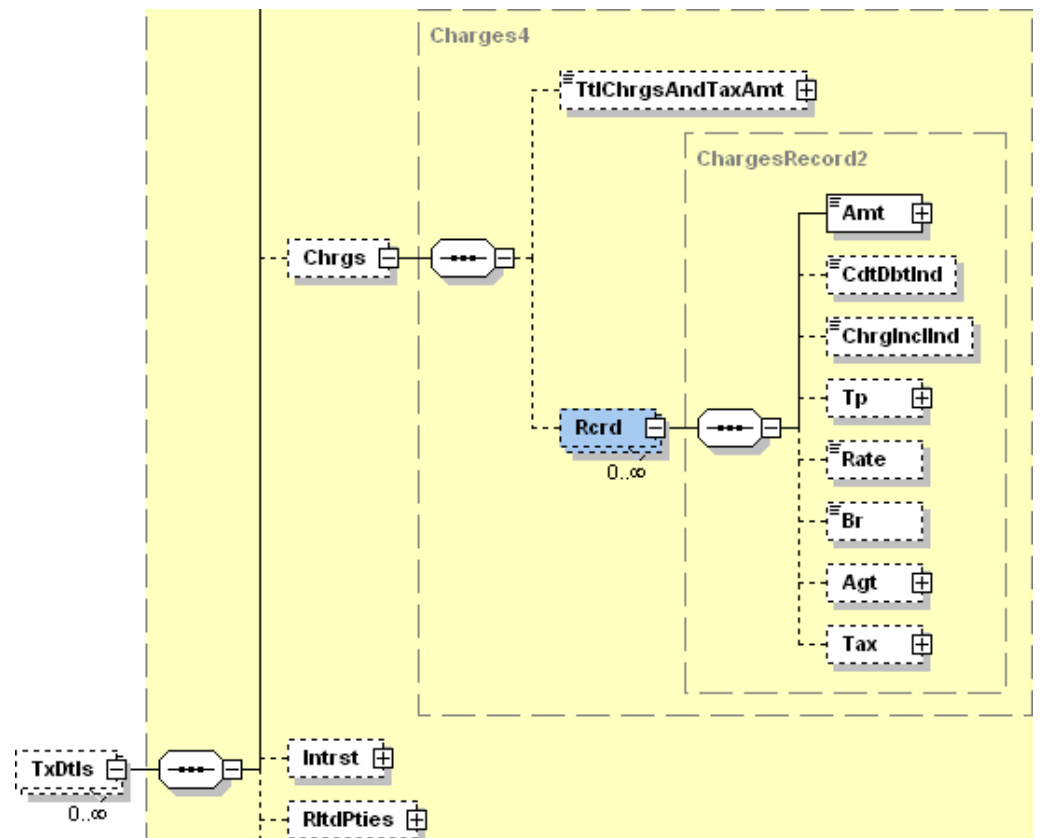 Charges4
TtlChrgsAndTaxAmt
ChargesRecord2
Amt
CdtDbtInd
Chrgs
ChrgInclInd
Tp
Rcrd
0..∞
Rate
Br
Agt
Tax
Intrst
TxDtls
0..∞
RltdPties